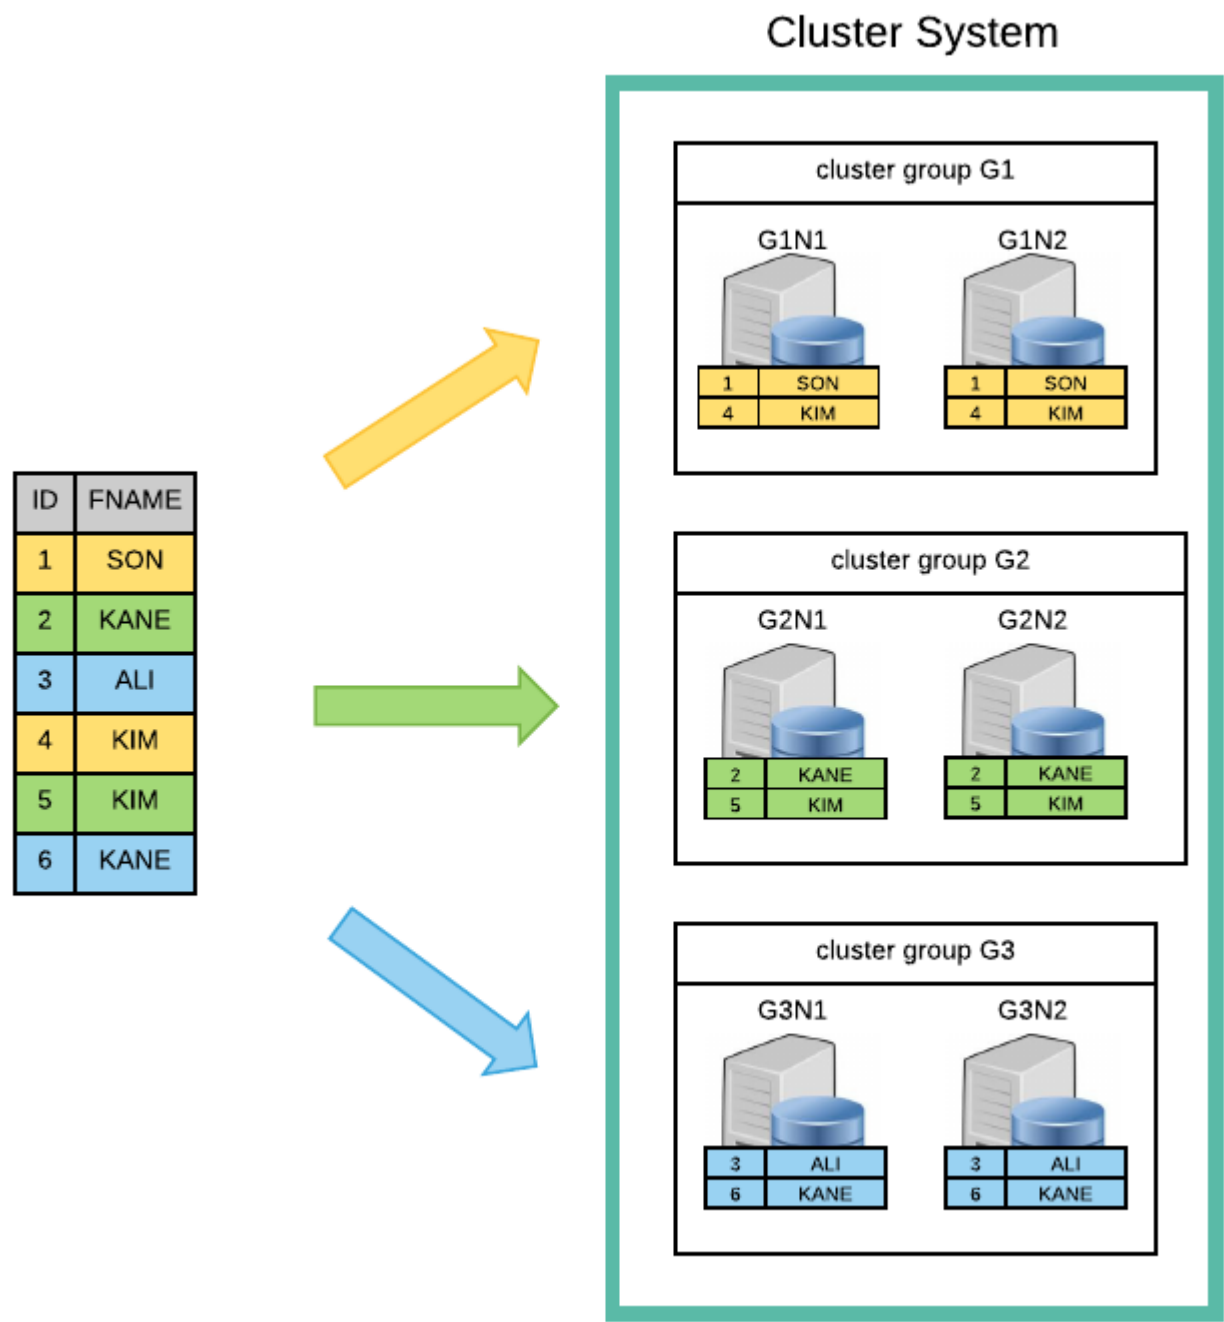 Cluster System
cluster group G1
G1N1 G1N2
1 SON 1 SON
4 KIM 4 KIM
ID FNAME
1 SON
2 KANE
3 ALI
4 KIM
5 KIM
6 KANE
cluster group G2
G2N1 G2N2
2 KANE 2 KANE
5 KIM 5 KIM
cluster group G3
G3N1 G3N2
3 ALI 3 ALI
6 KANE 6 KANE